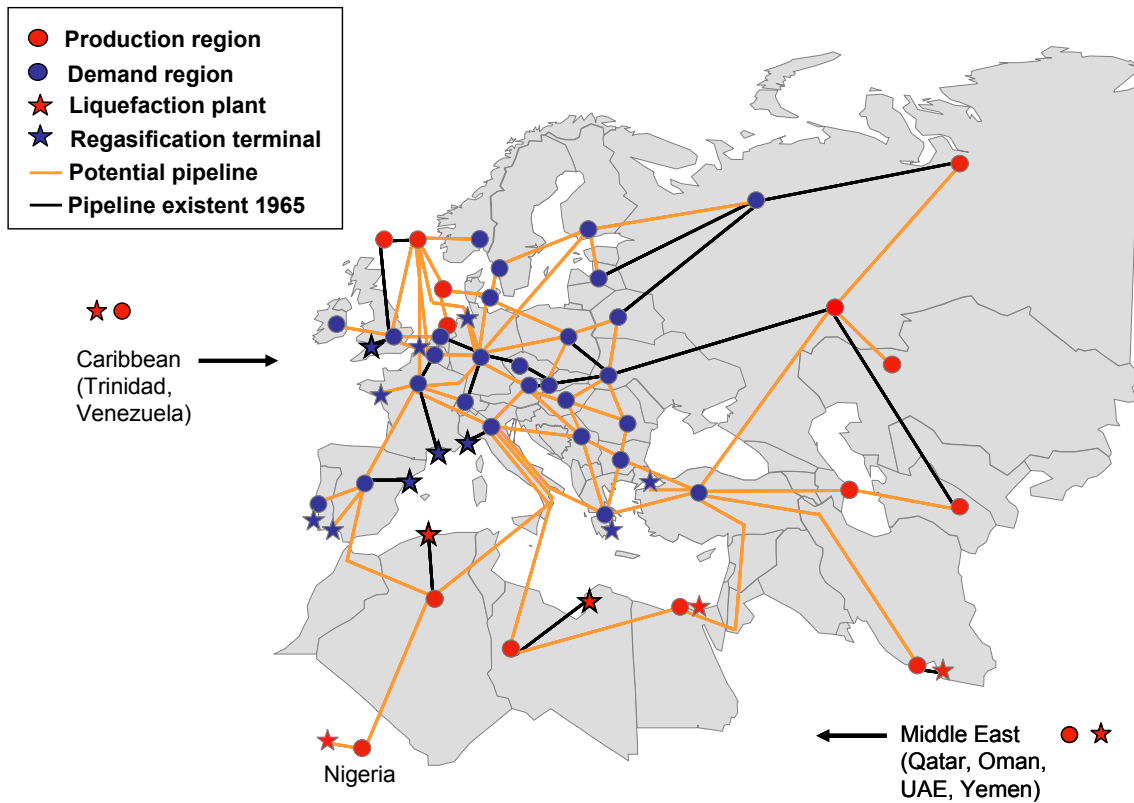 Production region
Demand region
Liquefaction plant
Regasification terminal
Potential pipeline
Pipeline existent 1965
Caribbean
(Trinidad,
Venezuela)
Nigeria
Middle East
(Qatar, Oman,
UAE, Yemen)